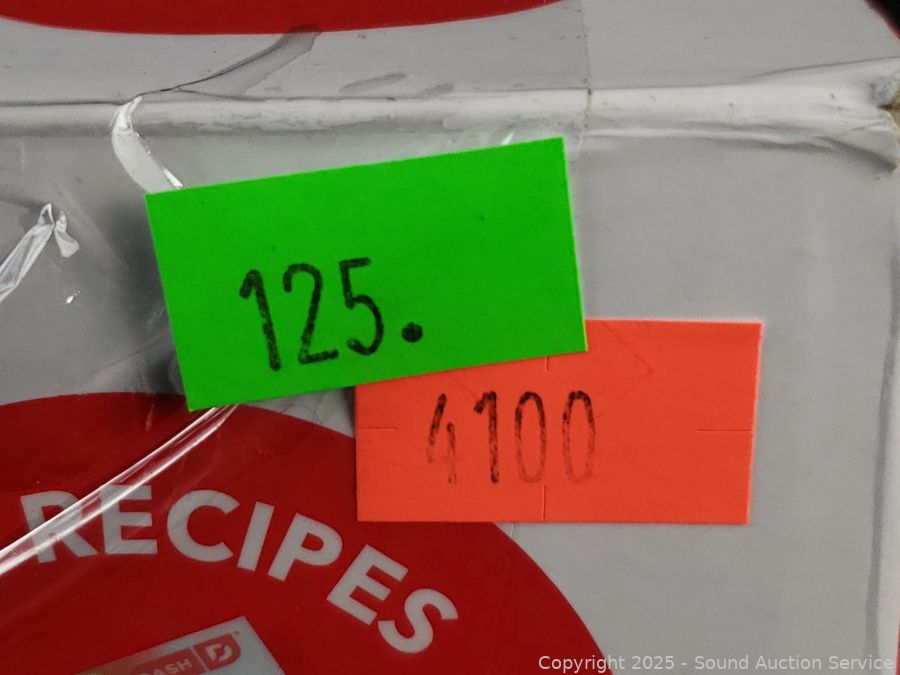 125.
4100
RECIPES
DASH
Copyright 2025 - Sound Auction Service